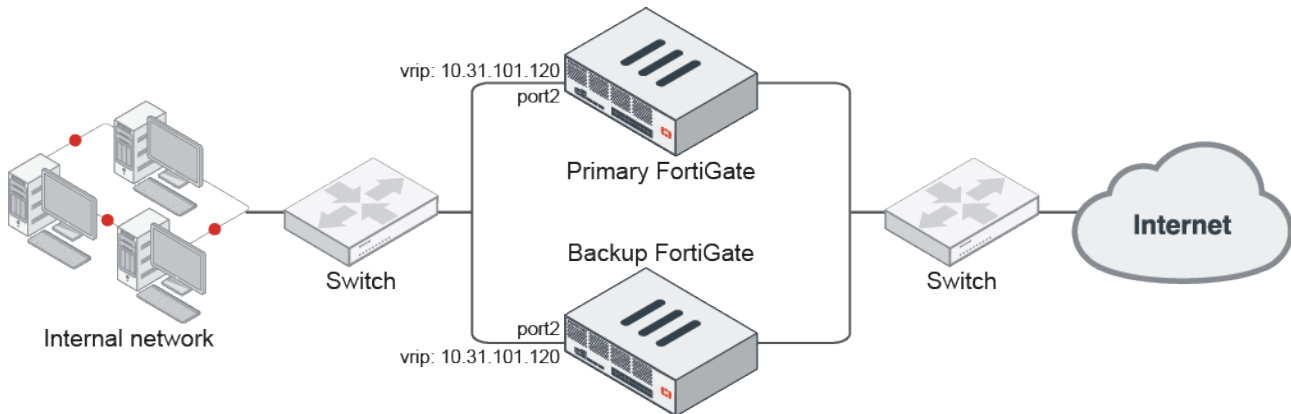 vrip: 10.31.101.120
port2
Primary FortiGate
Internal network
Switch
Backup FortiGate
port2
vrip: 10.31.101.120
Switch
Internet